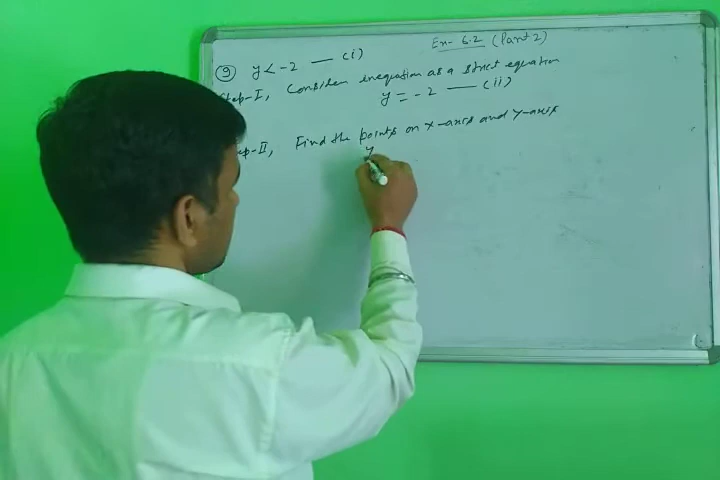 Ex- 6.2 (Part 2)
⑨ y < -2 — (i)
Step-I, Consider inequation as a strict equation
y = -2 — (ii)
ep-II, Find the points on x-axis and y-axis
y